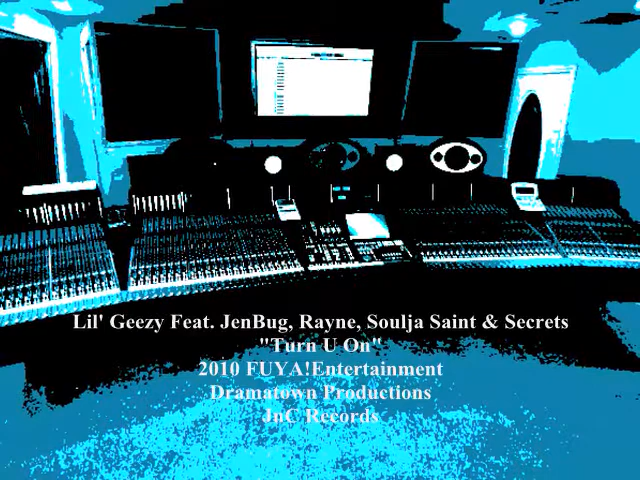 Lil' Geezy Feat. JenBug, Rayne, Soulja Saint & Secrets
"Turn U On"
2010 FUYA!Entertainment
Dramatown Productions
JnC Records